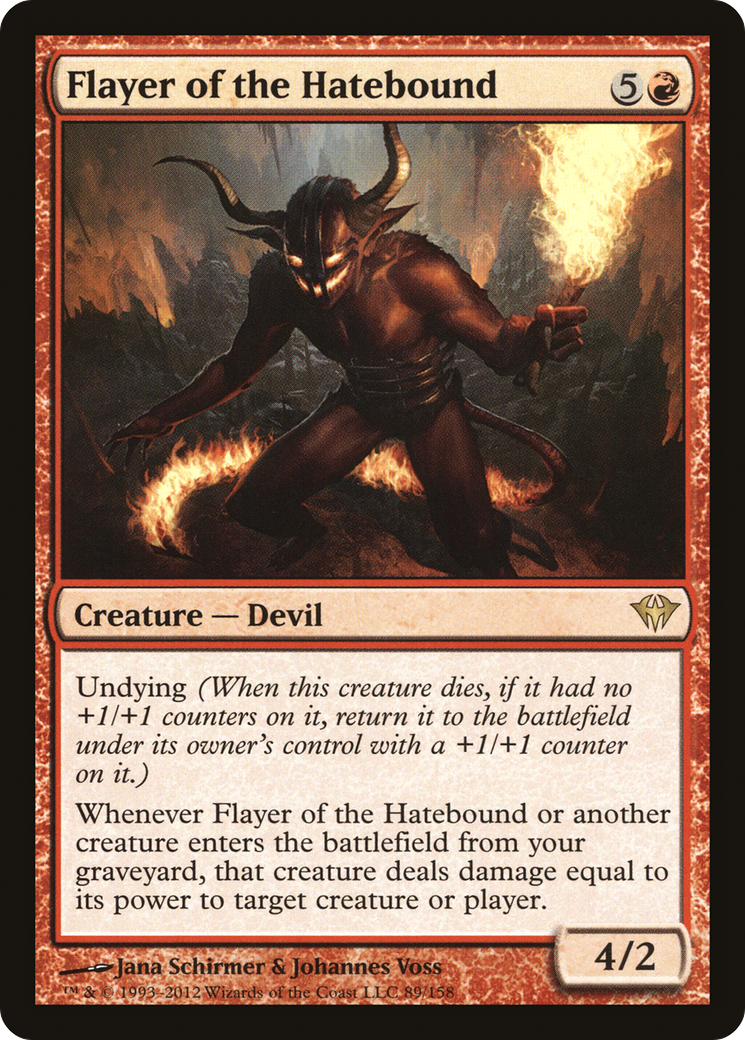 Flayer of the Hatebound 5
Creature — Devil
Undying (When this creature dies, if it had no
+1/+1 counters on it, return it to the battlefield
under its owner's control with a +1/+1 counter
on it.)
Whenever Flayer of the Hatebound or another
creature enters the battlefield from your
graveyard, that creature deals damage equal to
its power to target creature or player.
4/2
Jana Schirmer & Johannes Voss
™ & © 1993–2012 Wizards of the Coast LLC 89/158